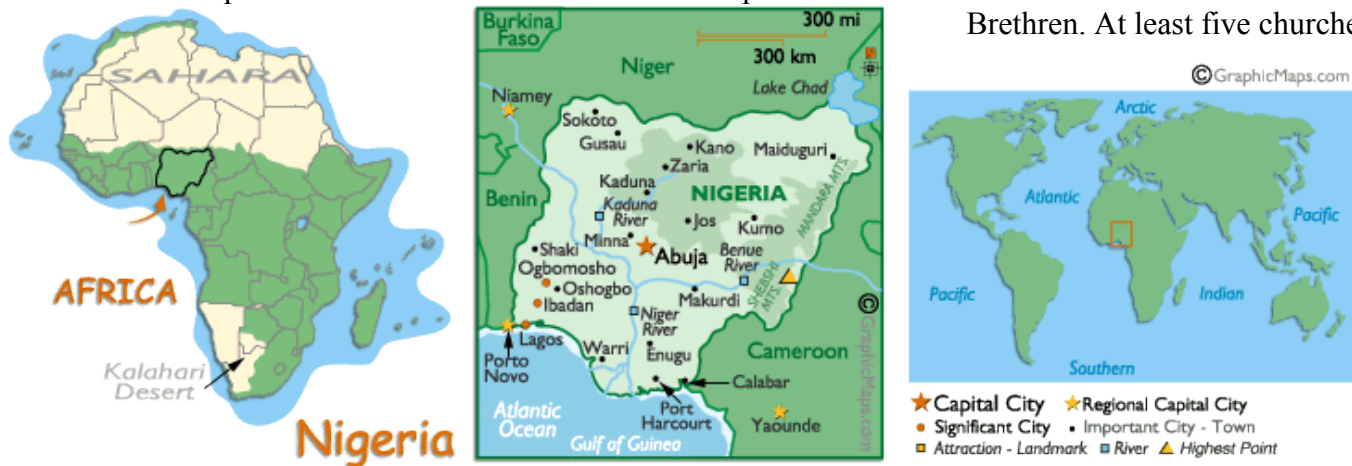 Brethren. At least five churche
SAHARA
AFRICA
Kalahari
Desert
Nigeria
Burkina
Faso
300 mi
300 km
Niger
Lake Chad
Niamey
Sokoto
Gusau
Kano
Zaria
Maiduguri
Kaduna
NIGERIA
MANDARA MTS.
Benin
Kaduna
River
Jos
Kumo
Minna
Abuja
Shaki
Benue
River
Ogbomosho
Oshogbo
SHEBSHI
MTS.
Ibadan
Makurdi
Niger
River
Lagos
Porto
Novo
Warri
Enugu
Cameroon
Calabar
Port
Harcourt
Atlantic
Ocean
Gulf of Guinea
Yaounde
© GraphicMaps.com
© GraphicMaps.com
Arctic
Atlantic
Pacific
Pacific
Indian
Southern
Capital City
Regional Capital City
Significant City
Important City - Town
Attraction - Landmark
River
Highest Point